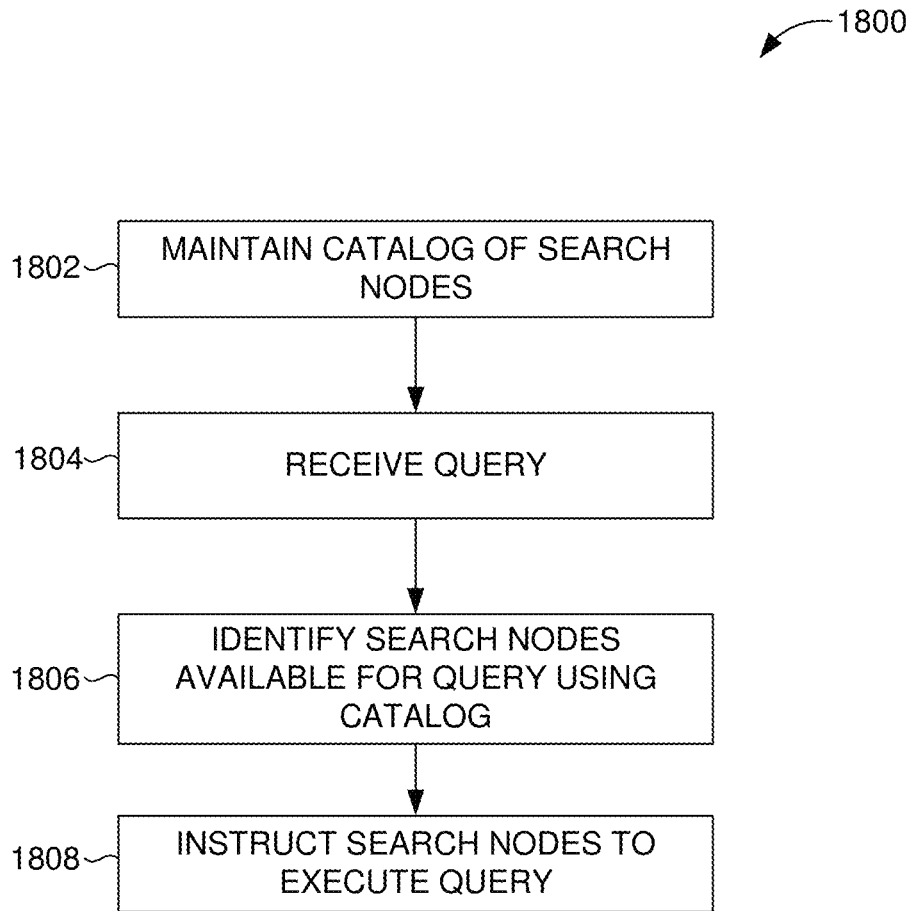 1800
1802
MAINTAIN CATALOG OF SEARCH
NODES
1804
RECEIVE QUERY
1806
IDENTIFY SEARCH NODES
AVAILABLE FOR QUERY USING
CATALOG
1808
INSTRUCT SEARCH NODES TO
EXECUTE QUERY